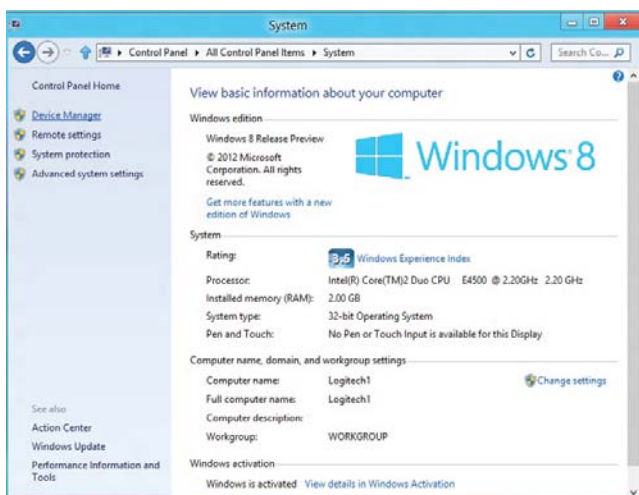 System
Control Panel ▸ All Control Panel Items ▸ System
Search Co...
Control Panel Home
Device Manager
Remote settings
System protection
Advanced system settings
See also
Action Center
Windows Update
Performance Information and
Tools
View basic information about your computer
Windows edition
Windows 8 Release Preview
© 2012 Microsoft
Corporation. All rights
reserved.
Get more features with a new
edition of Windows
Windows 8
System
Rating: 3,5 Windows Experience Index
Processor: Intel(R) Core(TM)2 Duo CPU E4500 @ 2.20GHz 2.20 GHz
Installed memory (RAM): 2.00 GB
System type: 32-bit Operating System
Pen and Touch: No Pen or Touch Input is available for this Display
Computer name, domain, and workgroup settings
Computer name: Logitech1 Change settings
Full computer name: Logitech1
Computer description:
Workgroup: WORKGROUP
Windows activation
Windows is activated View details in Windows Activation